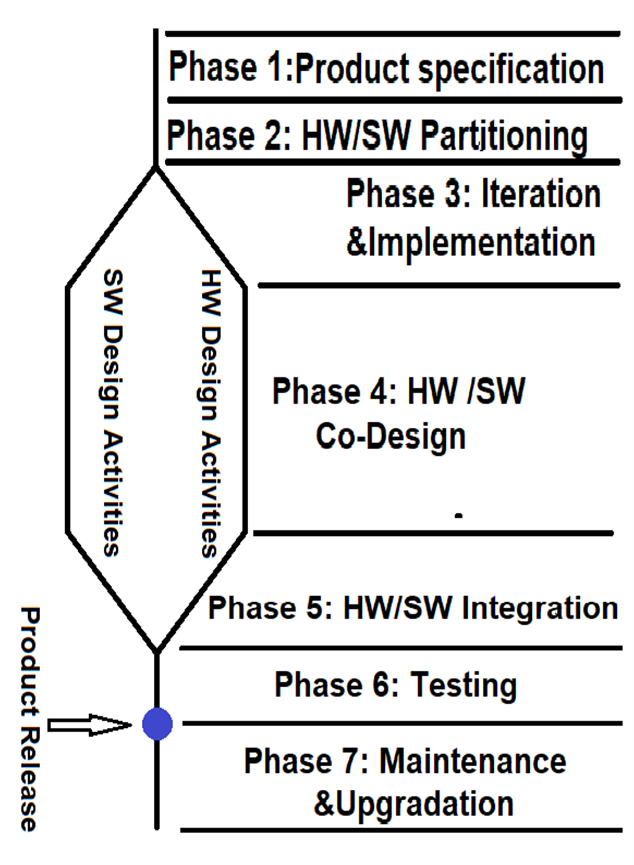 Phase 1:Product specification
Phase 2: HW/SW Partitioning
Phase 3: Iteration
&Implementation
SW Design Activities
HW Design Activities
Phase 4: HW /SW
Co-Design
Phase 5: HW/SW Integration
Product Release
Phase 6: Testing
Phase 7: Maintenance
&Upgradation